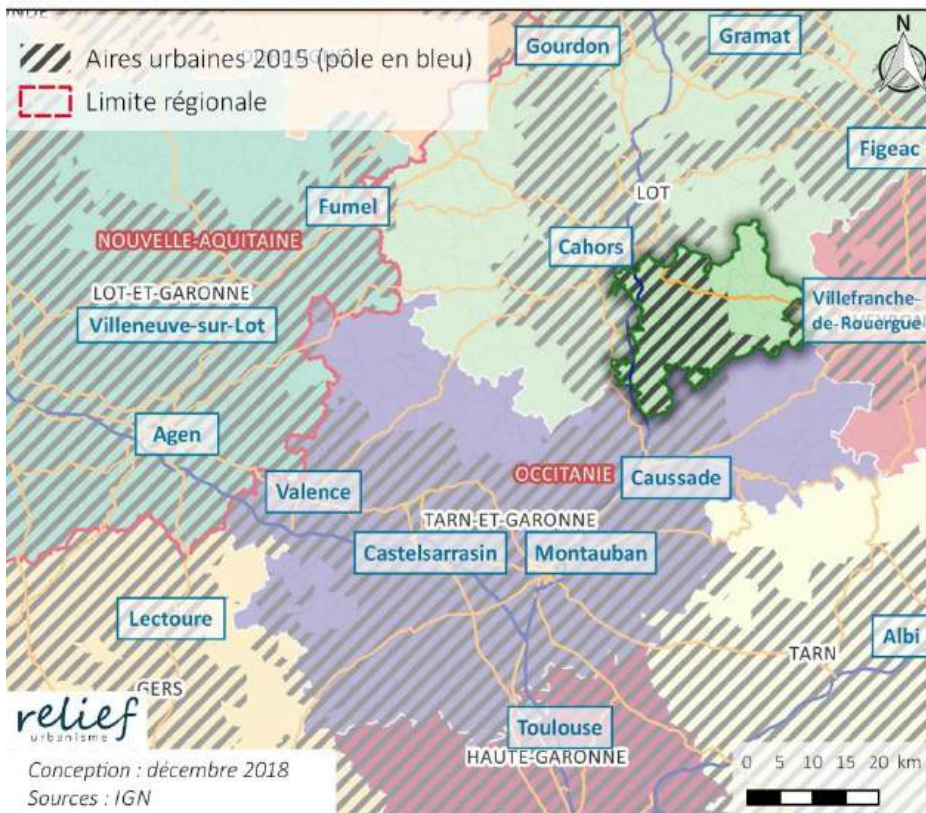 Aires urbaines 2015 (pôle en bleu)
Limite régionale
N
Gourdon
Gramat
Figeac
LOT
Fumel
NOUVELLE-AQUITAINE
Cahors
LOT-ET-GARONNE
Villeneuve-sur-Lot
Villefranche-
de-Rouergue
Agen
Valence
OCCITANIE
Caussade
TARN-ET-GARONNE
Castelsarrasin
Montauban
Lectoure
Albi
TARN
GERS
Toulouse
HAUTE-GARONNE
relief
urbanisme
Conception : décembre 2018
Sources : IGN
0 5 10 15 20 km